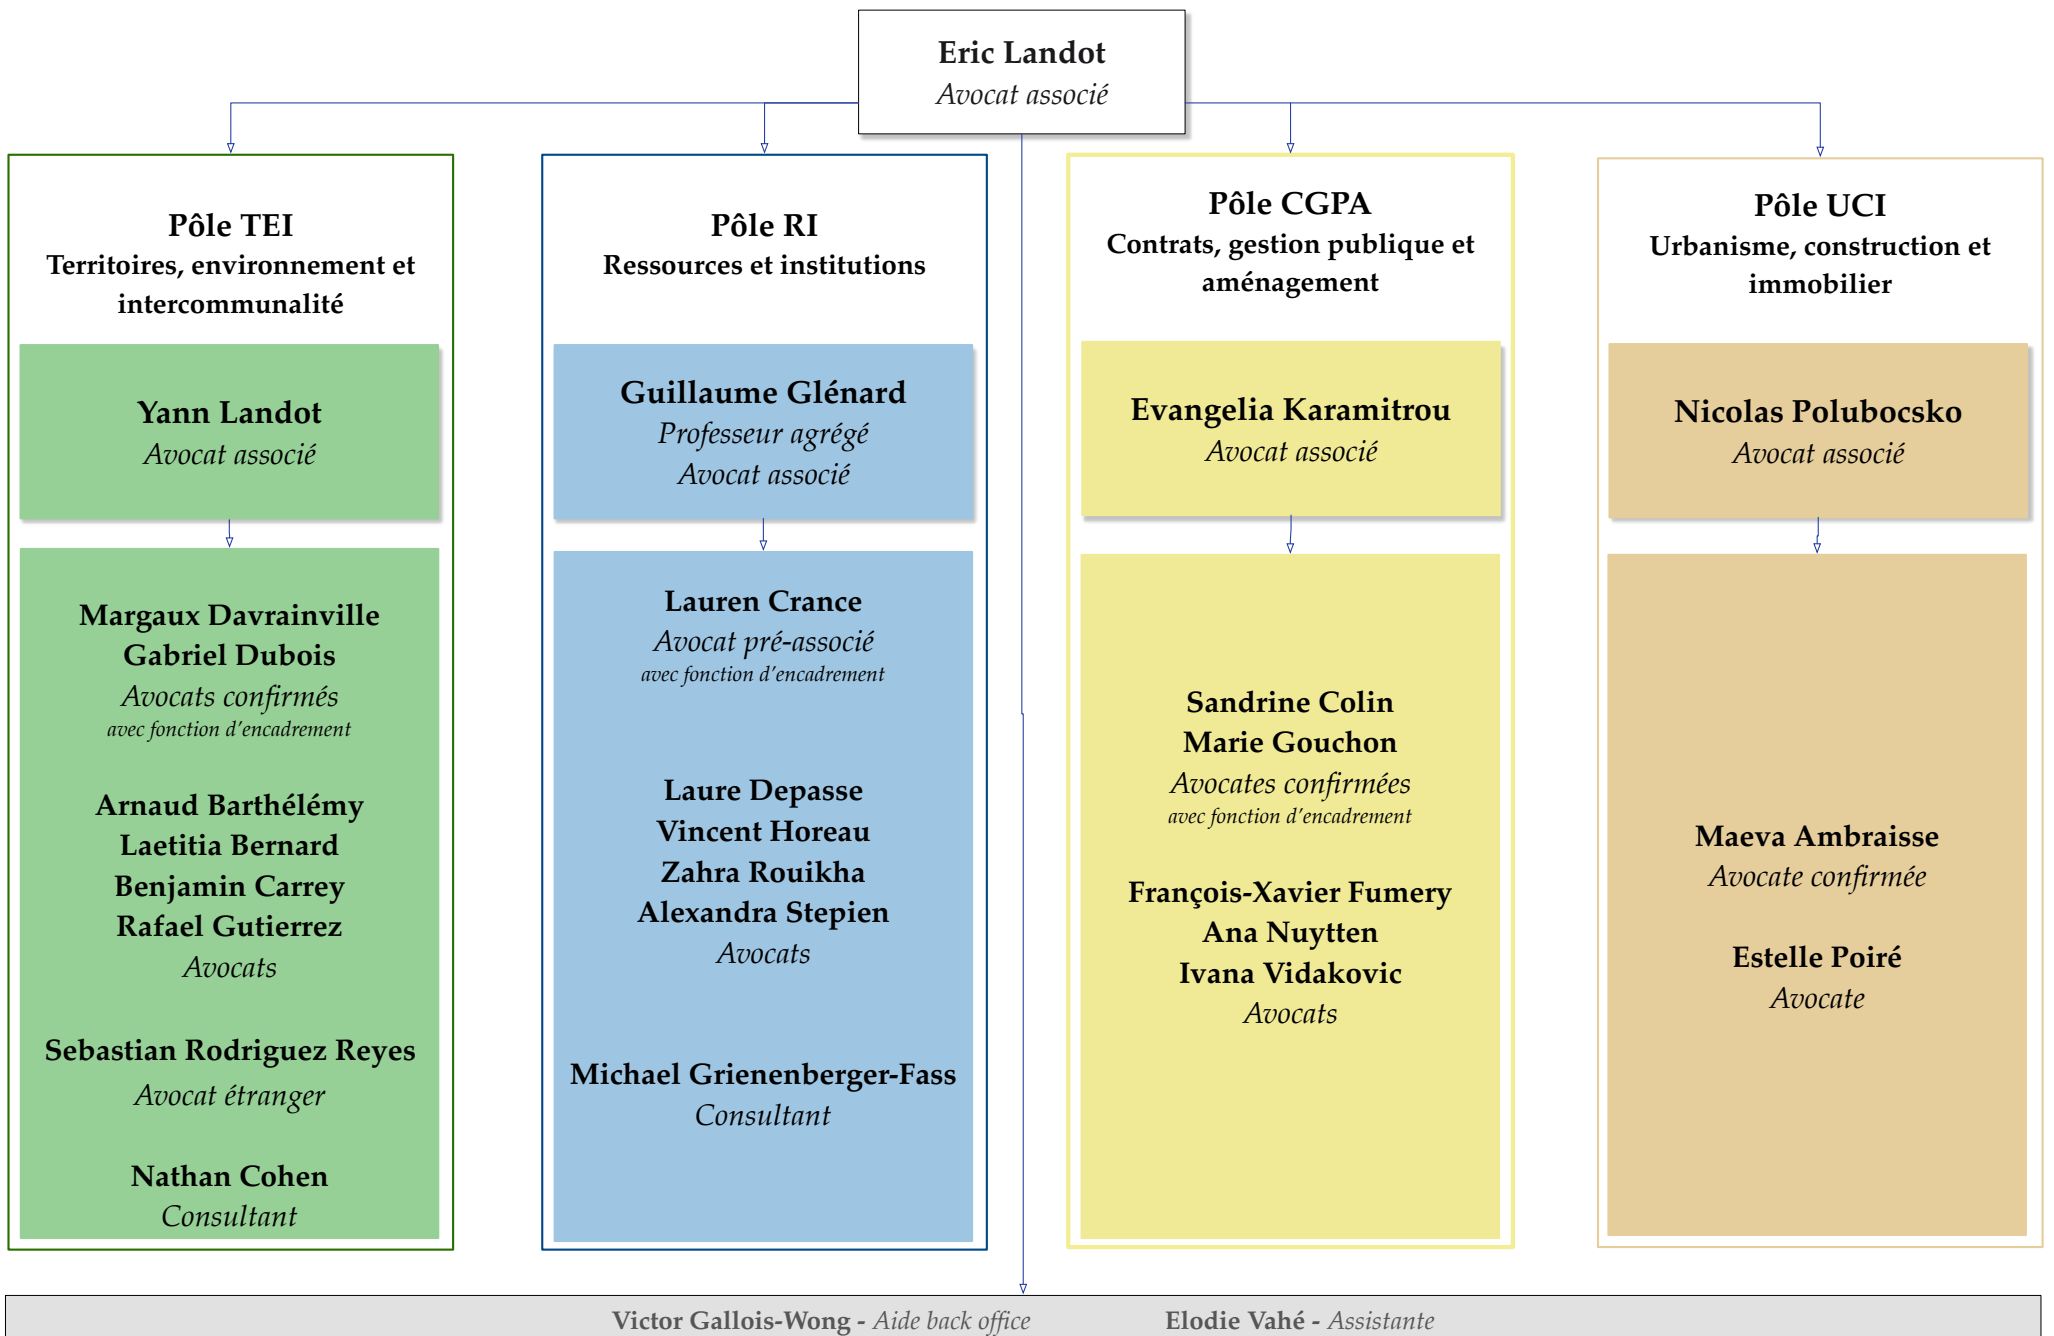 Eric Landot
Avocat associé
Pôle TEI
Territoires, environnement et
intercommunalité
Yann Landot
Avocat associé
Margaux Davrainville
Gabriel Dubois
Avocats confirmés
avec fonction d'encadrement
Arnaud Barthélémy
Laetitia Bernard
Benjamin Carrey
Rafael Gutierrez
Avocats
Sebastian Rodriguez Reyes
Avocat étranger
Nathan Cohen
Consultant
Pôle RI
Ressources et institutions
Guillaume Glénard
Professeur agrégé
Avocat associé
Lauren Crance
Avocat pré-associé
avec fonction d'encadrement
Laure Depasse
Vincent Horeau
Zahra Rouikha
Alexandra Stepien
Avocats
Michael Grienenberger-Fass
Consultant
Pôle CGPA
Contrats, gestion publique et
aménagement
Evangelia Karamitrou
Avocat associé
Sandrine Colin
Marie Gouchon
Avocates confirmées
avec fonction d'encadrement
François-Xavier Fumery
Ana Nuytten
Ivana Vidakovic
Avocats
Pôle UCI
Urbanisme, construction et
immobilier
Nicolas Polubocsko
Avocat associé
Maeva Ambraisse
Avocate confirmée
Estelle Poiré
Avocate
Victor Gallois-Wong - Aide back office
Elodie Vahé - Assistante